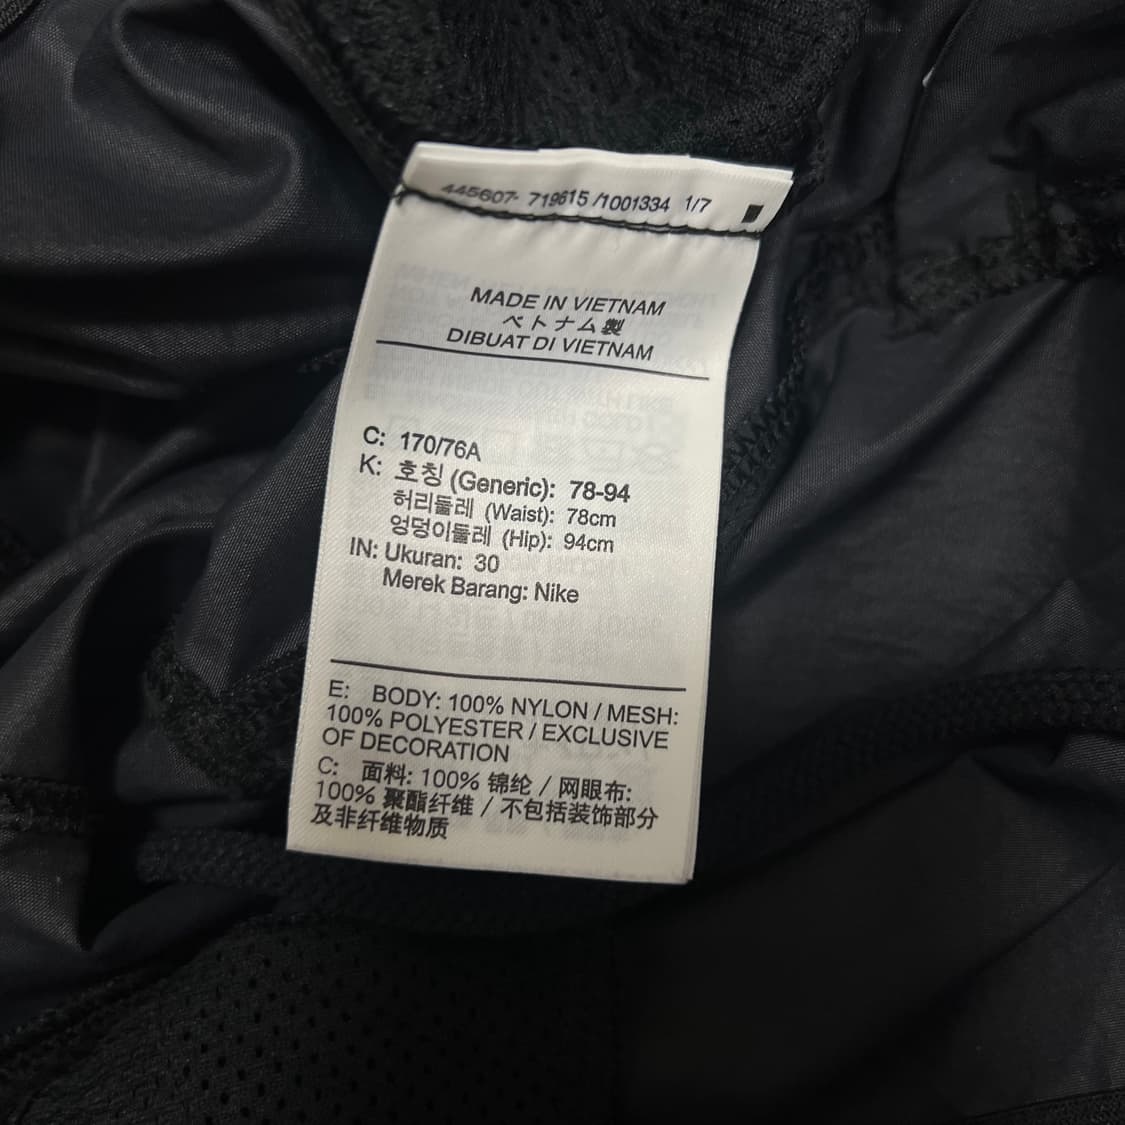 445607- 719615 /1001334 1/7
MADE IN VIETNAM
ベトナム製
DIBUAT DI VIETNAM
C: 170/76A
K: 호칭 (Generic): 78-94
허리둘레 (Waist): 78cm
엉덩이둘레 (Hip): 94cm
IN: Ukuran: 30
Merek Barang: Nike
E: BODY: 100% NYLON / MESH:
100% POLYESTER / EXCLUSIVE
OF DECORATION
C: 面料: 100% 锦纶 / 网眼布:
100% 聚酯纤维 / 不包括装饰部分
及非纤维物质